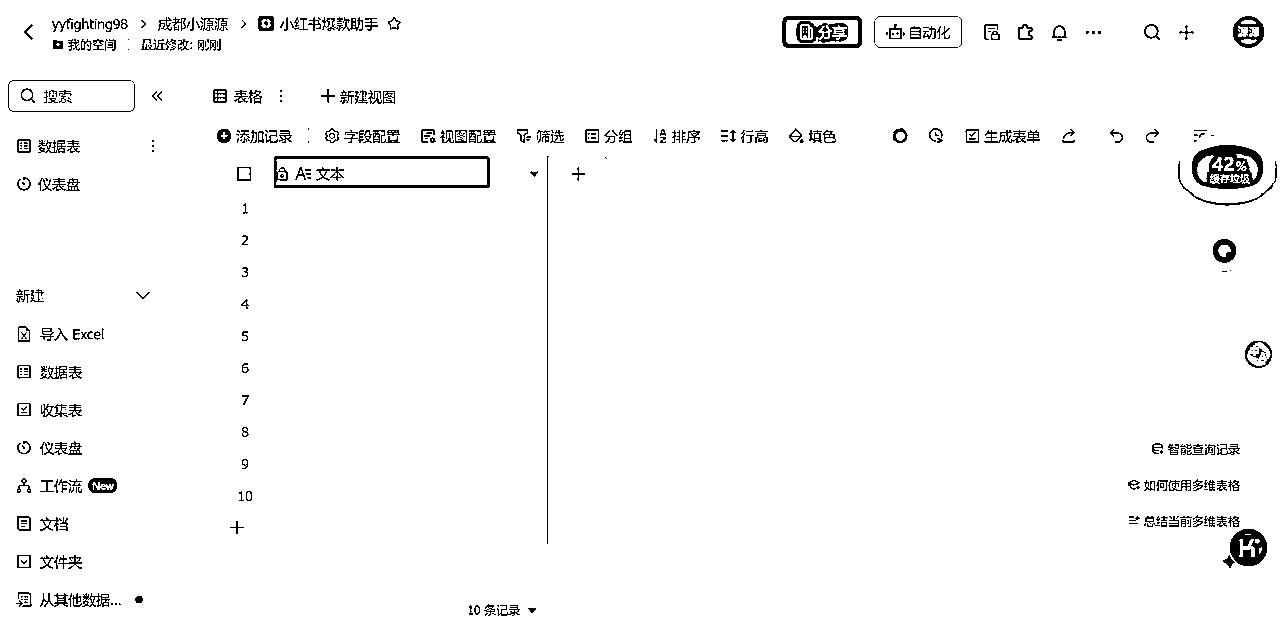 yyfighting98 > 成都小源源 > 小红书爆款助手
我的空间 最近修改: 刚刚
分享 自动化
搜索
表格 新建视图
数据表
仪表盘
添加记录 字段配置 视图配置 筛选 分组 排序 行高 填色 生成表单
文本
1
2
3
4
5
6
7
8
9
10
42%
缓存垃圾
新建
导入 Excel
数据表
收集表
仪表盘
工作流 New
文档
文件夹
从其他数据...
智能查询记录
如何使用多维表格
总结当前多维表格
10 条记录